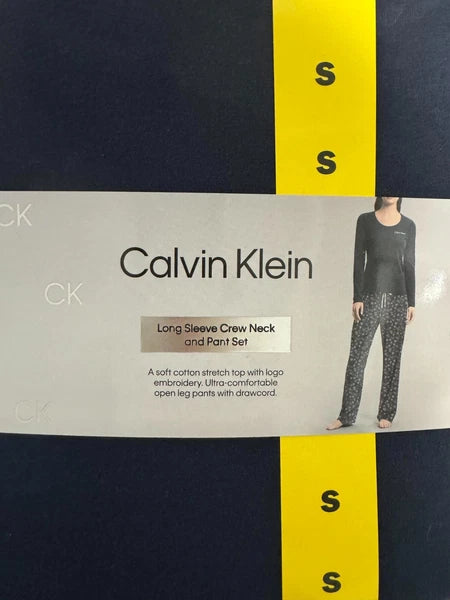 S
S
CK
CK
Calvin Klein
Long Sleeve Crew Neck
and Pant Set
A soft cotton stretch top with logo
embroidery. Ultra-comfortable
open leg pants with drawcord.
CK
S
S